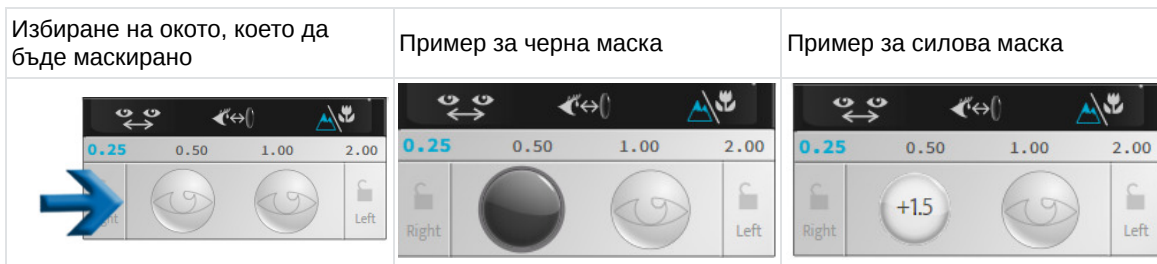 Избиране на окото, което да
бъде маскирано
Пример за черна маска
Пример за силова маска
0.25 0.50 1.00 2.00
Left
0.25 0.50 1.00 2.00
Right Left
0.25 0.50 1.00 2.00
+1.5
Right Left